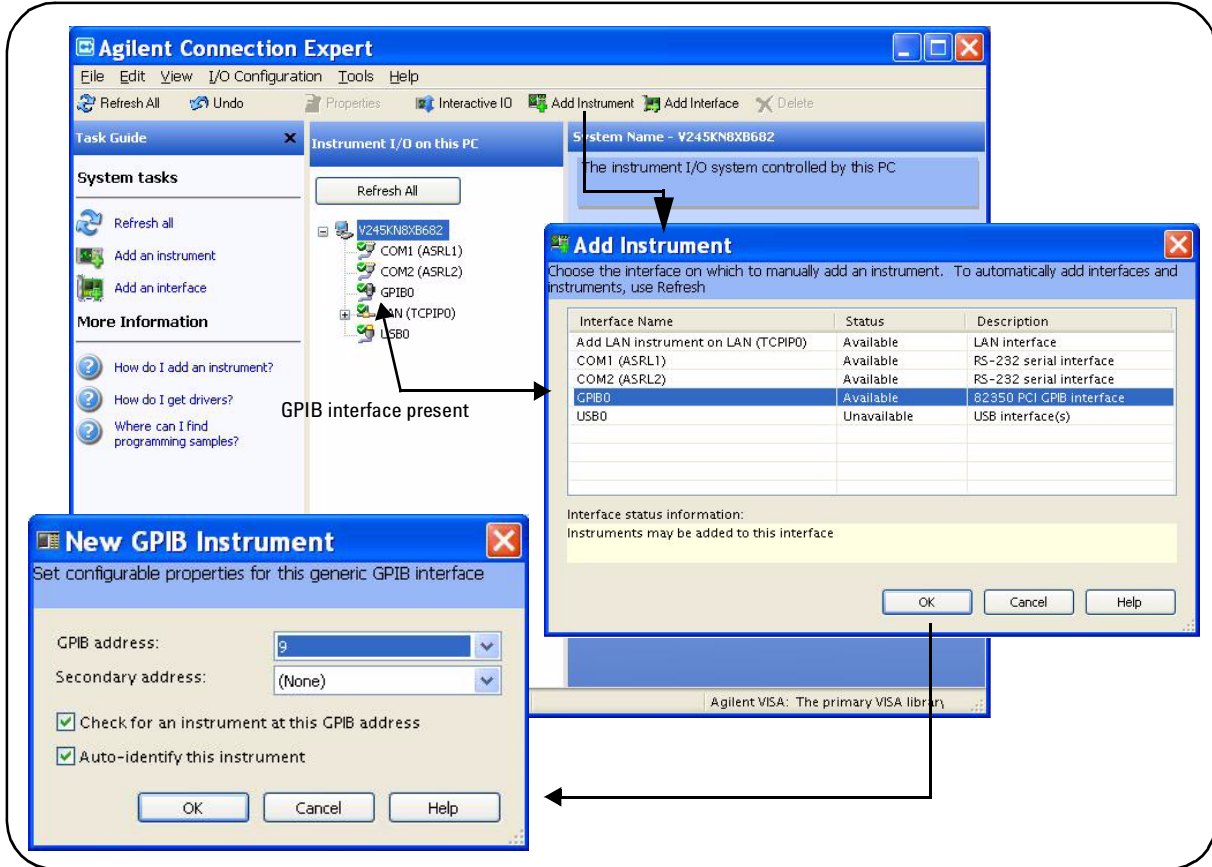 Agilent Connection Expert
File Edit View I/O Configuration Tools Help
Refresh All Undo Properties Interactive IO Add Instrument Add Interface Delete
Task Guide
System tasks
Refresh all
Add an instrument
Add an interface
More Information
How do I add an instrument?
How do I get drivers?
Where can I find
programming samples?
Instrument I/O on this PC
Refresh All
V245KN8XB682
COM1 (ASRL1)
COM2 (ASRL2)
GPIB0
LAN (TCPIP0)
USB0
GPIB interface present
System Name - V245KN8XB682
The instrument I/O system controlled by this PC
Add Instrument
Choose the interface on which to manually add an instrument. To automatically add interfaces and
instruments, use Refresh
Interface Name Status Description
Add LAN instrument on LAN (TCPIP0) Available LAN interface
COM1 (ASRL1) Available RS-232 serial interface
COM2 (ASRL2) Available RS-232 serial interface
GPIB0 Available 82350 PCI GPIB interface
USB0 Unavailable USB interface(s)
Interface status information:
Instruments may be added to this interface
OK Cancel Help
Agilent VISA: The primary VISA library
New GPIB Instrument
Set configurable properties for this generic GPIB interface
GPIB address: 9
Secondary address: (None)
Check for an instrument at this GPIB address
Auto-identify this instrument
OK Cancel Help